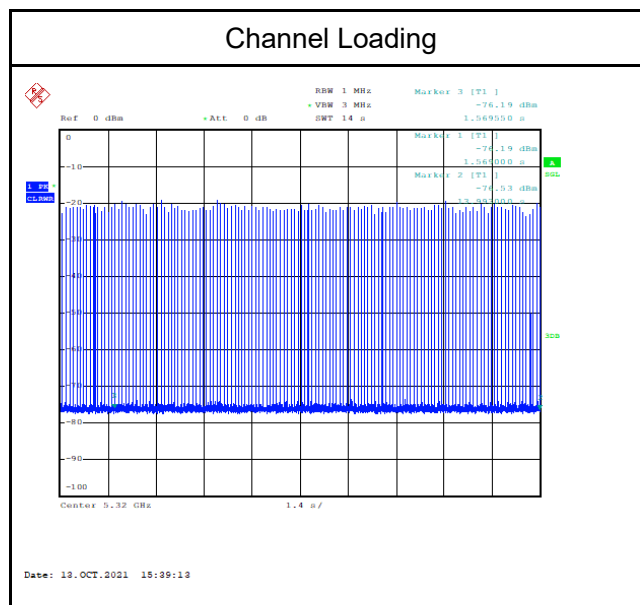 Channel Loading
R S
RBW 1 MHz Marker 3 [T1 ]
* VBW 3 MHz -76.19 dBm
Ref 0 dBm * Att 0 dB SWT 14 s 1.569550 s
0 Marker 1 [T1 ]
-76.19 dBm
-10 1.569000 s A
Marker 2 [T1 ] SGL
1 PK * -76.53 dBm
CLRWR -20 13.993000 s
-30
-40
-50
3DB
-60
-70
-80
-90
-100
Center 5.32 GHz 1.4 s/
Date: 13.OCT.2021 15:39:13